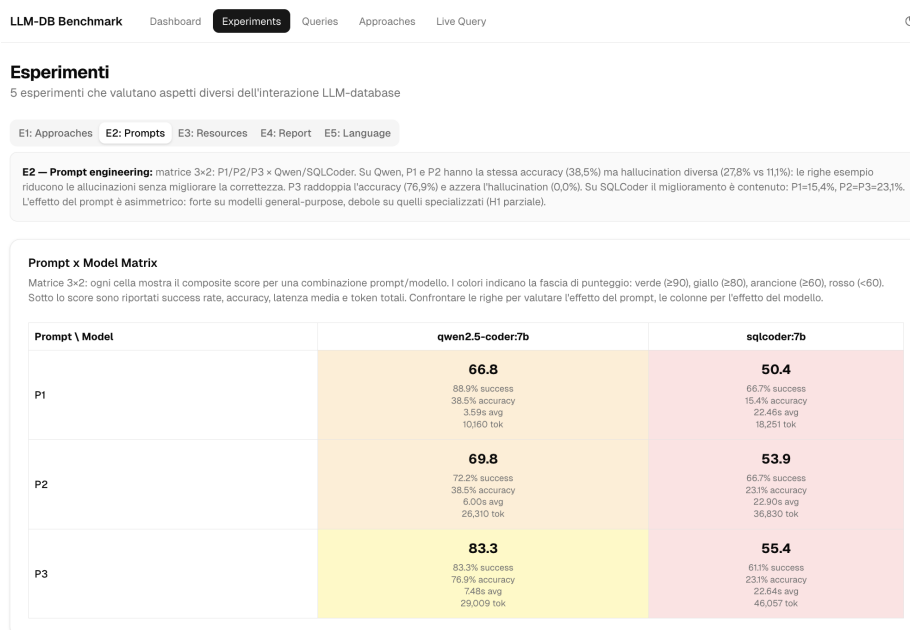 LLM-DB Benchmark Dashboard Experiments Queries Approaches Live Query
Esperimenti
5 esperimenti che valutano aspetti diversi dell'interazione LLM-database
E1: Approaches E2: Prompts E3: Resources E4: Report E5: Language
E2 — Prompt engineering: matrice 3×2: P1/P2/P3 × Qwen/SQLCoder. Su Qwen, P1 e P2 hanno la stessa accuracy (38,5%) ma hallucination diversa (27,8% vs 11,1%): le righe esempio
riducono le allucinazioni senza migliorare la correttezza. P3 raddoppia l'accuracy (76,9%) e azzera l'hallucination (0,0%). Su SQLCoder il miglioramento è contenuto: P1=15,4%, P2=P3=23,1%.
L'effetto del prompt è asimmetrico: forte su modelli general-purpose, debole su quelli specializzati (H1 parziale).
Prompt x Model Matrix
Matrice 3×2: ogni cella mostra il composite score per una combinazione prompt/modello. I colori indicano la fascia di punteggio: verde (≥90), giallo (≥80), arancione (≥60), rosso (<60).
Sotto lo score sono riportati success rate, accuracy, latenza media e token totali. Confrontare le righe per valutare l'effetto del prompt, le colonne per l'effetto del modello.
Prompt \ Model qwen2.5-coder:7b sqlcoder:7b
P1
66.8
88.9% success
38.5% accuracy
3.59s avg
10,160 tok
50.4
66.7% success
15.4% accuracy
22.46s avg
18,251 tok
P2
69.8
72.2% success
38.5% accuracy
6.00s avg
26,310 tok
53.9
66.7% success
23.1% accuracy
22.90s avg
36,830 tok
P3
83.3
83.3% success
76.9% accuracy
7.48s avg
29,009 tok
55.4
61.1% success
23.1% accuracy
22.64s avg
46,057 tok